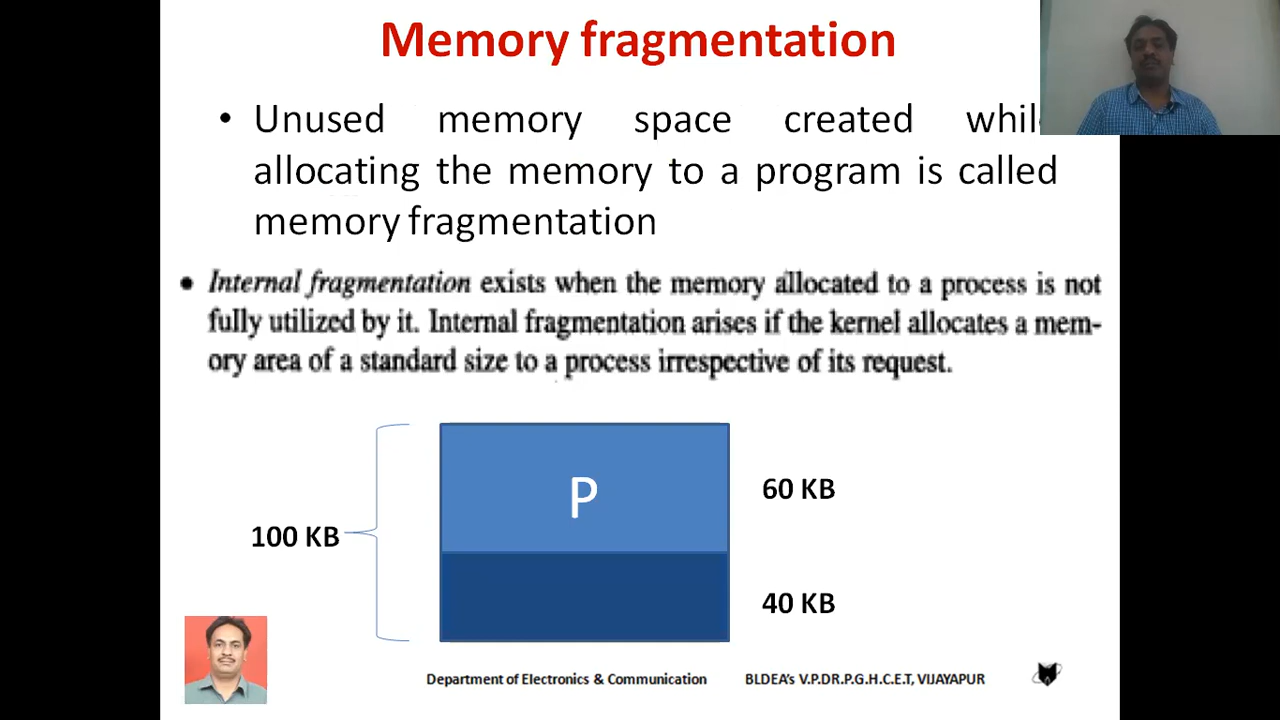 Memory fragmentation
• Unused memory space created while
allocating the memory to a program is called
memory fragmentation
• Internal fragmentation exists when the memory allocated to a process is not
fully utilized by it. Internal fragmentation arises if the kernel allocates a mem-
ory area of a standard size to a process irrespective of its request.
P
60 KB
100 KB
40 KB
Department of Electronics & Communication BLDEA's V.P.DR.P.G.H.C.E.T, VIJAYAPUR